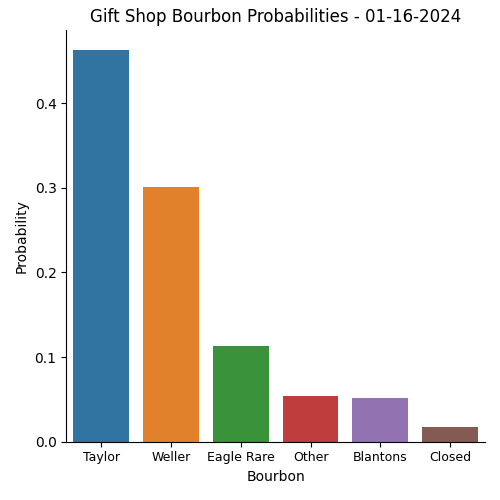 Gift Shop Bourbon Probabilities - 01-16-2024
0.4
0.3
0.2
0.1
0.0
Probability
Taylor Weller Eagle Rare Other Blantons Closed
Bourbon